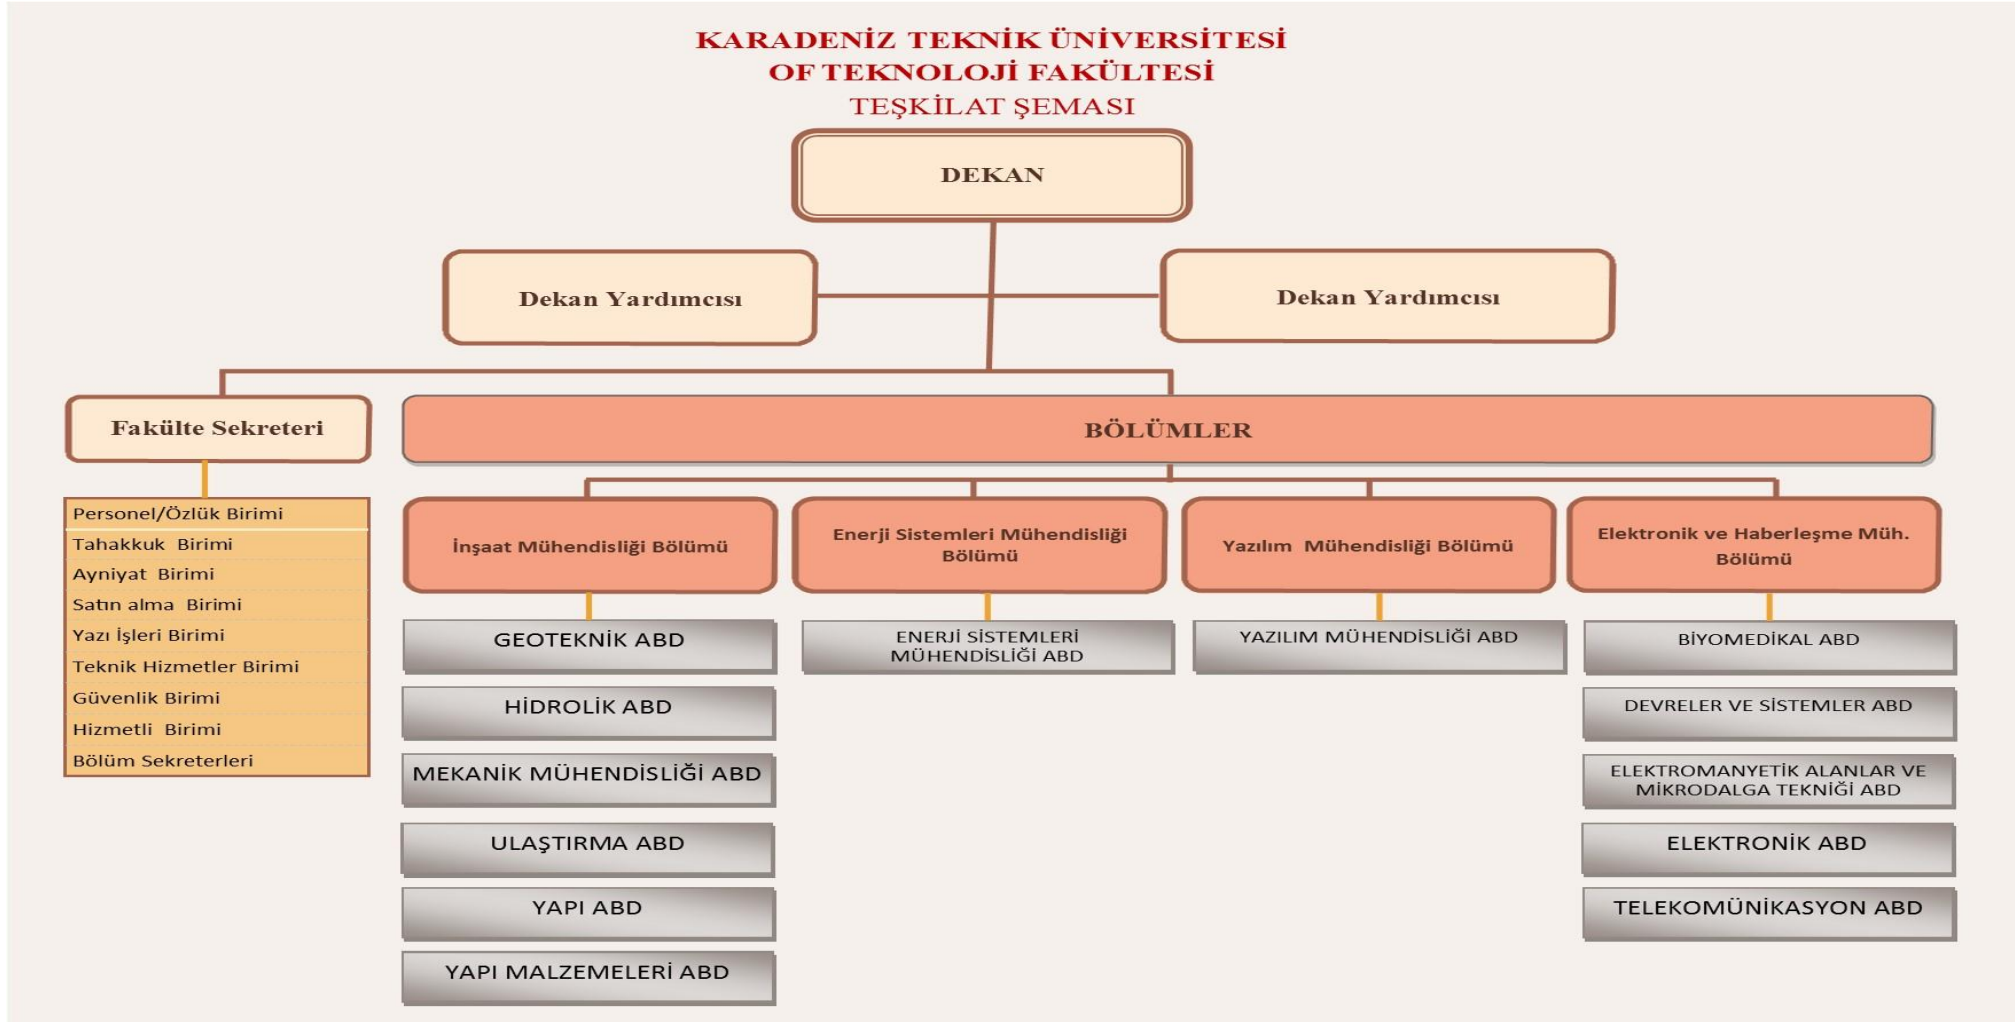 KARADENİZ TEKNİK ÜNİVERSİTESİ
OF TEKNOLOJİ FAKÜLTESİ
TEŞKİLAT ŞEMASI
DEKAN
Dekan Yardımcısı
Dekan Yardımcısı
Fakülte Sekreteri
Personel/Özlük Birimi
Tahakkuk Birimi
Ayniyat Birimi
Satın alma Birimi
Yazı İşleri Birimi
Teknik Hizmetler Birimi
Güvenlik Birimi
Hizmetli Birimi
Bölüm Sekreterleri
BÖLÜMLER
İnşaat Mühendisliği Bölümü
GEOTEKNİK ABD
HİDROLİK ABD
MEKANİK MÜHENDİSLİĞİ ABD
ULAŞTIRMA ABD
YAPI ABD
YAPI MALZEMELERİ ABD
Enerji Sistemleri Mühendisliği
Bölümü
ENERJİ SİSTEMLERİ
MÜHENDİSLİĞİ ABD
Yazılım Mühendisliği Bölümü
YAZILIM MÜHENDİSLİĞİ ABD
Elektronik ve Haberleşme Müh.
Bölümü
BİYOMEDİKAL ABD
DEVRELER VE SİSTEMLER ABD
ELEKTROMANYETİK ALANLAR VE
MİKRODALGA TEKNİĞİ ABD
ELEKTRONİK ABD
TELEKOMÜNİKASYON ABD